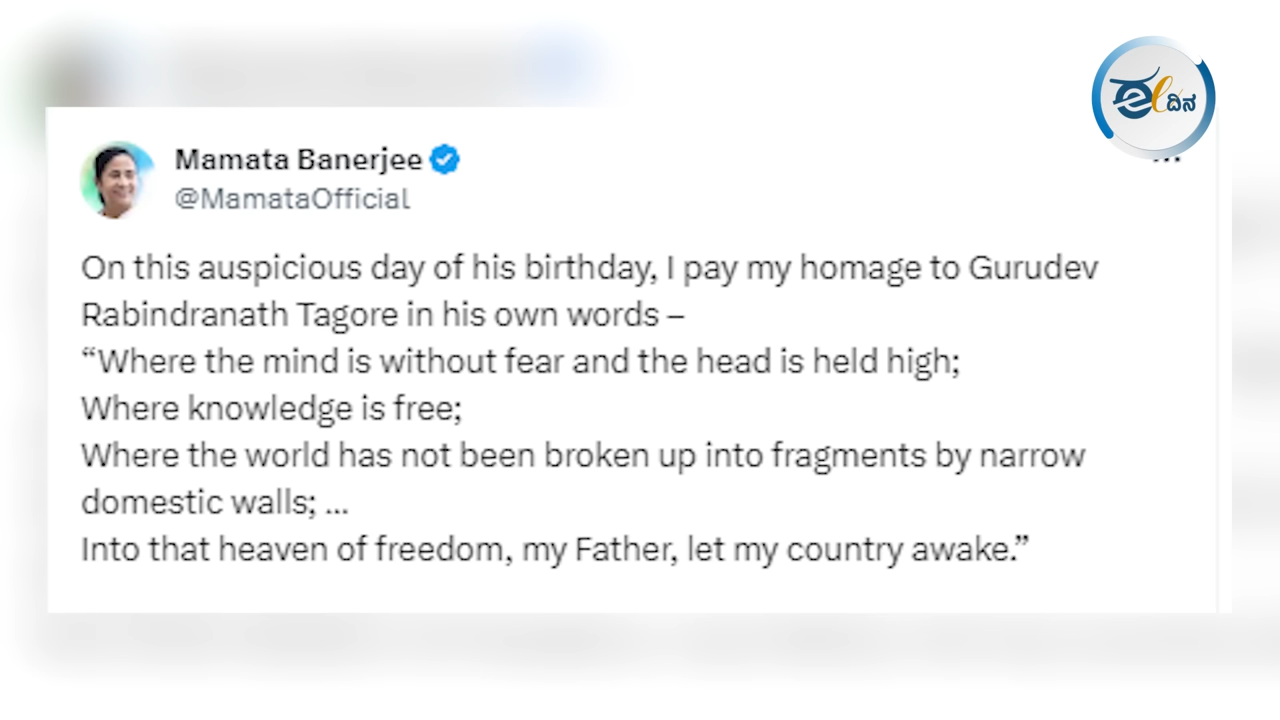 ಈ ದಿನ
Mamata Banerjee
@MamataOfficial
...
On this auspicious day of his birthday, I pay my homage to Gurudev
Rabindranath Tagore in his own words –
“Where the mind is without fear and the head is held high;
Where knowledge is free;
Where the world has not been broken up into fragments by narrow
domestic walls; ...
Into that heaven of freedom, my Father, let my country awake.”